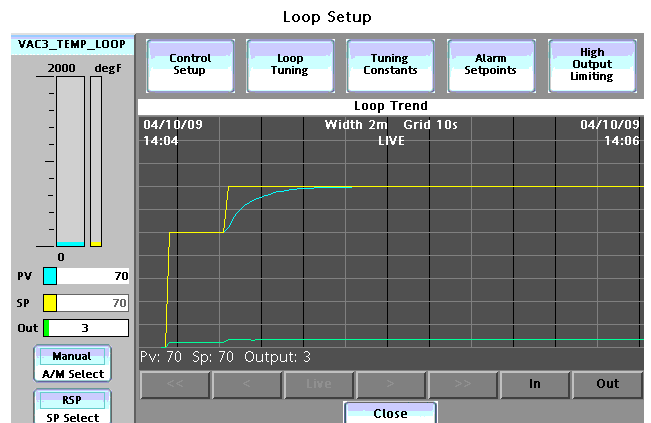 Loop Setup
VAC3_TEMP_LOOP
2000 degF
0
PV 70
SP 70
Out 3
Manual
A/M Select
RSP
SP Select
Control Setup
Loop Tuning
Tuning Constants
Alarm Setpoints
High Output Limiting
Loop Trend
04/10/09 Width 2m Grid 10s 04/10/09
14:04 LIVE 14:06
Pv: 70 Sp: 70 Output: 3
<< < Live > >> In Out
Close